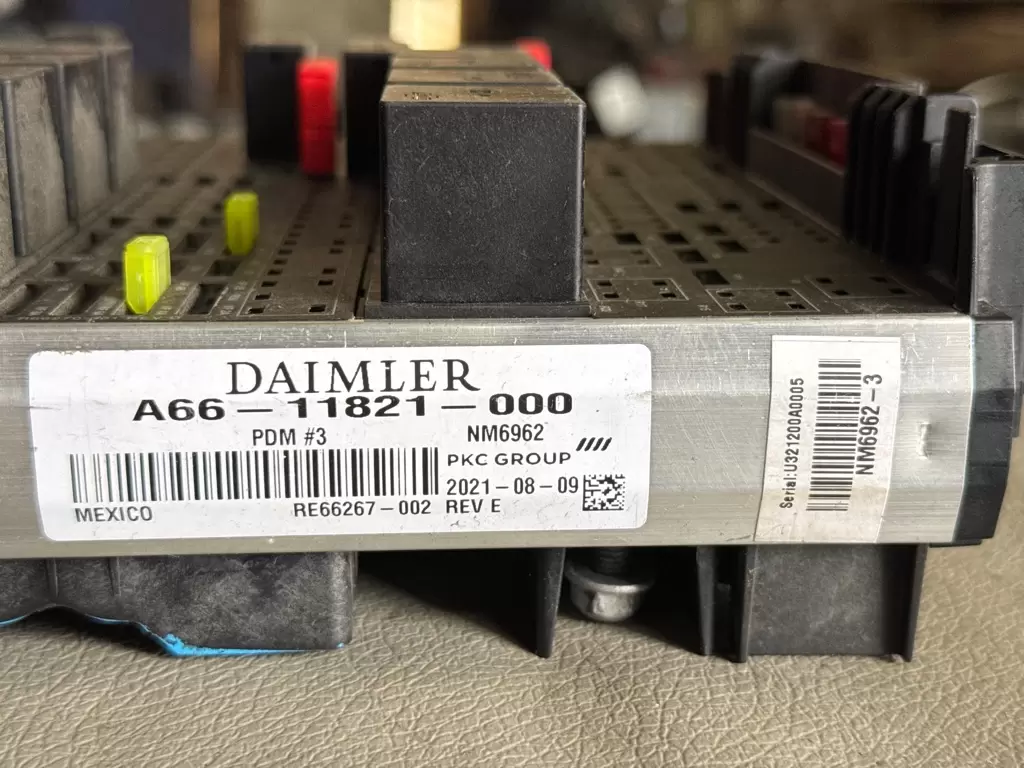 DAIMLER
A66-11821-000
PDM #3
NM6962
PKC GROUP
2021-08-09
MEXICO
RE66267-002
REV E
Serial:U321200A0005
NM6962-3